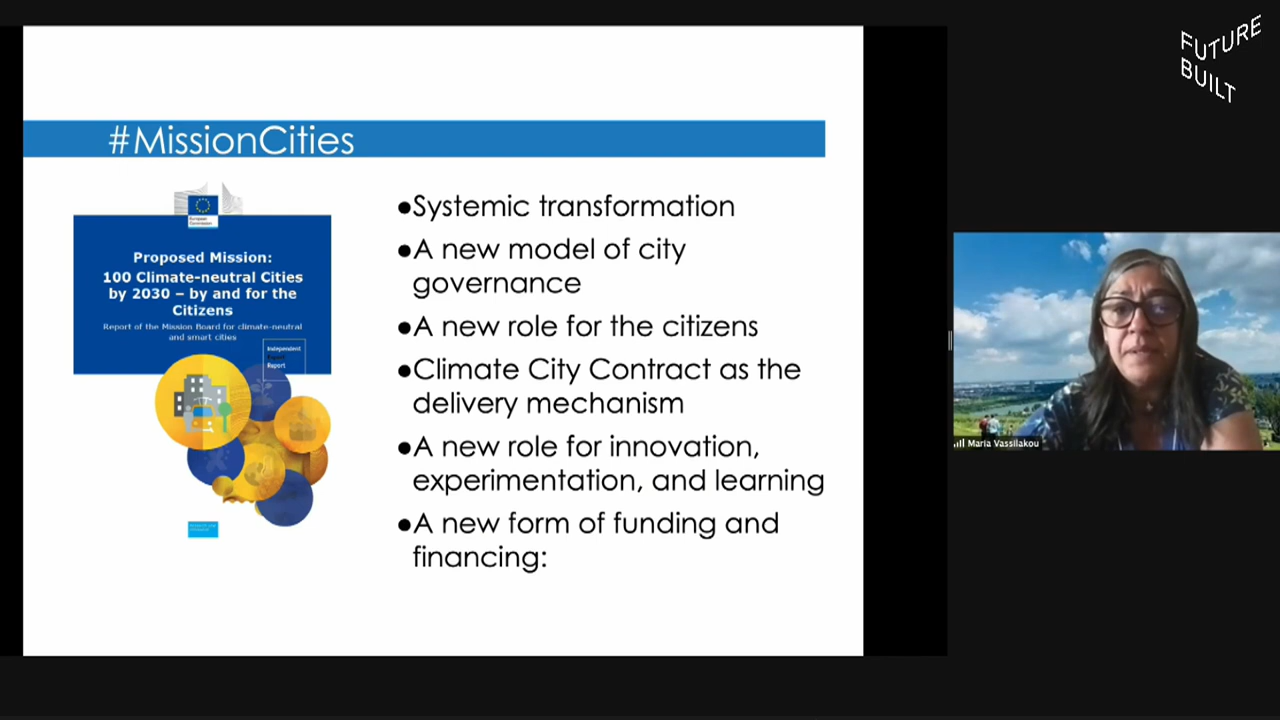 FUTURE
BUILT
#MissionCities
European
Commission
Proposed Mission:
100 Climate-neutral Cities
by 2030 – by and for the
Citizens
Report of the Mission Board for climate-neutral
and smart cities
Independent
Expert
Report
●Systemic transformation
●A new model of city
governance
●A new role for the citizens
●Climate City Contract as the
delivery mechanism
●A new role for innovation,
experimentation, and learning
●A new form of funding and
financing:
Maria Vassilakou